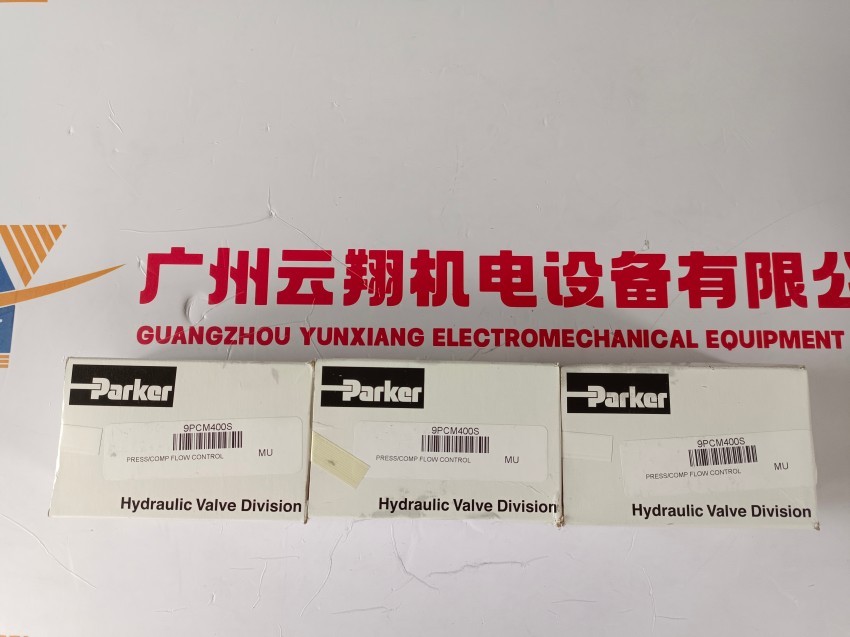 广州云翔机电设备有限公
GUANGZHOU YUNXIANG ELECTROMECHANICAL EQUIPMENT
Parker
9PCM400S
PRESS/COMP FLOW CONTROL
MU
Hydraulic Valve Division
Parker
9PCM400S
PRESS/COMP FLOW CONTROL
MU
Hydraulic Valve Division
Parker
9PCM400S
PRESS/COMP FLOW CONTROL
MU
Hydraulic Valve Division